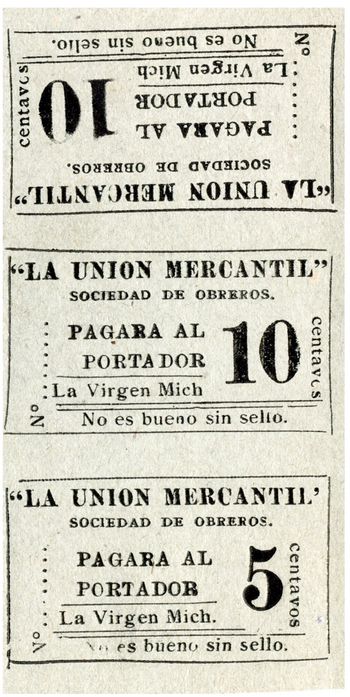 "LA UNION MERCANTIL"
SOCIEDAD DE OBREROS.
PAGARA AL
PORTADOR
10
centavos
La Virgen Mich
Nº
No es bueno sin sello.
"LA UNION MERCANTIL"
SOCIEDAD DE OBREROS.
PAGARA AL
PORTADOR
10
centavos
La Virgen Mich
Nº
No es bueno sin sello.
"LA UNION MERCANTIL'
SOCIEDAD DE OBREROS.
PAGARA AL
PORTADOR
5
centavos
La Virgen Mich.
Nº
No es bueno sin sello.